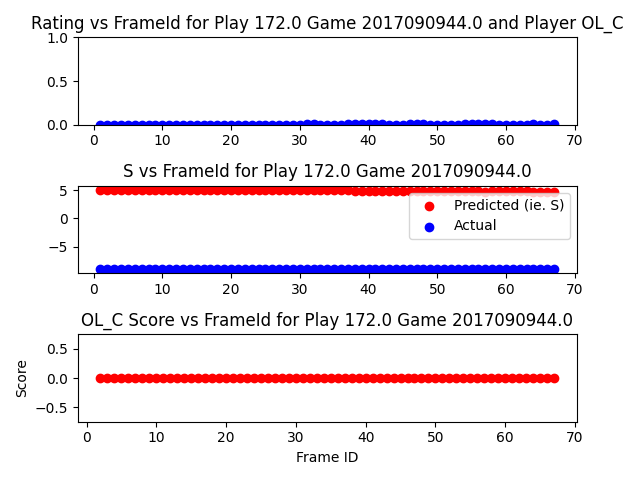 Rating vs FrameId for Play 172.0 Game 2017090944.0 and Player OL_C
1.0
0.5
0.0
0 10 20 30 40 50 60 70
S vs FrameId for Play 172.0 Game 2017090944.0
5
0
−5
Predicted (ie. S)
Actual
0 10 20 30 40 50 60 70
OL_C Score vs FrameId for Play 172.0 Game 2017090944.0
Score
0.5
0.0
−0.5
0 10 20 30 40 50 60 70
Frame ID